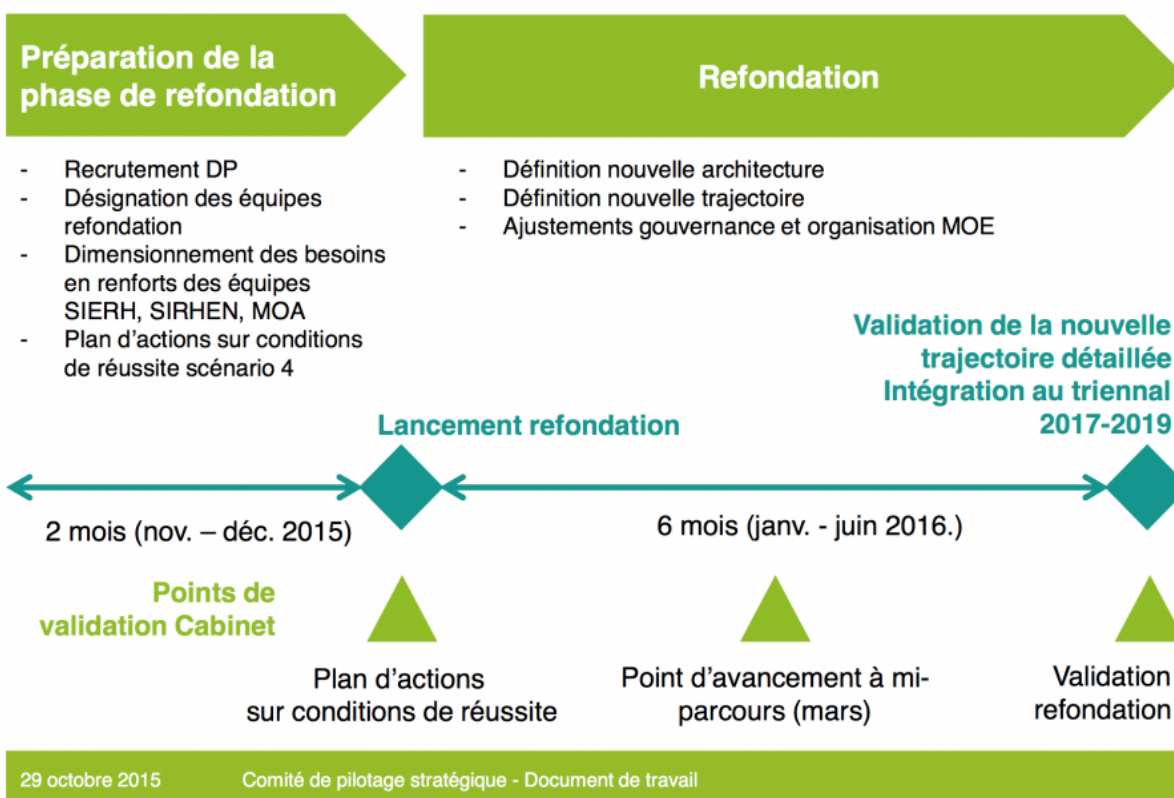 Préparation de la
phase de refondation
Refondation
- Recrutement DP
- Désignation des équipes
refondation
- Dimensionnement des besoins
en renforts des équipes
SIERH, SIRHEN, MOA
- Plan d'actions sur conditions
de réussite scénario 4
- Définition nouvelle architecture
- Définition nouvelle trajectoire
- Ajustements gouvernance et organisation MOE
Validation de la nouvelle
trajectoire détaillée
Intégration au triennal
2017-2019
Lancement refondation
2 mois (nov. – déc. 2015)
6 mois (janv. - juin 2016.)
Points de
validation Cabinet
Plan d'actions
sur conditions de réussite
Point d'avancement à mi-
parcours (mars)
Validation
refondation
29 octobre 2015
Comité de pilotage stratégique - Document de travail